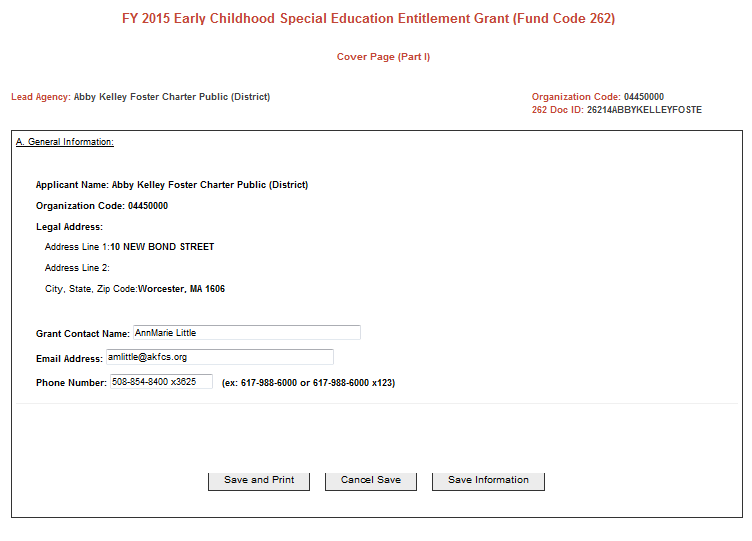 FY 2015 Early Childhood Special Education Entitlement Grant (Fund Code 262)
Cover Page (Part I)
Lead Agency: Abby Kelley Foster Charter Public (District)
Organization Code: 04450000
262 Doc ID: 26214ABBYKELLEYFOSTE
A. General Information:
Applicant Name: Abby Kelley Foster Charter Public (District)
Organization Code: 04450000
Legal Address:
Address Line 1:10 NEW BOND STREET
Address Line 2:
City, State, Zip Code:Worcester, MA 1606
Grant Contact Name: AnnMarie Little
Email Address: amlittle@akfcs.org
Phone Number: 508-854-8400 x3625 (ex: 617-988-6000 or 617-988-6000 x123)
Save and Print Cancel Save Save Information